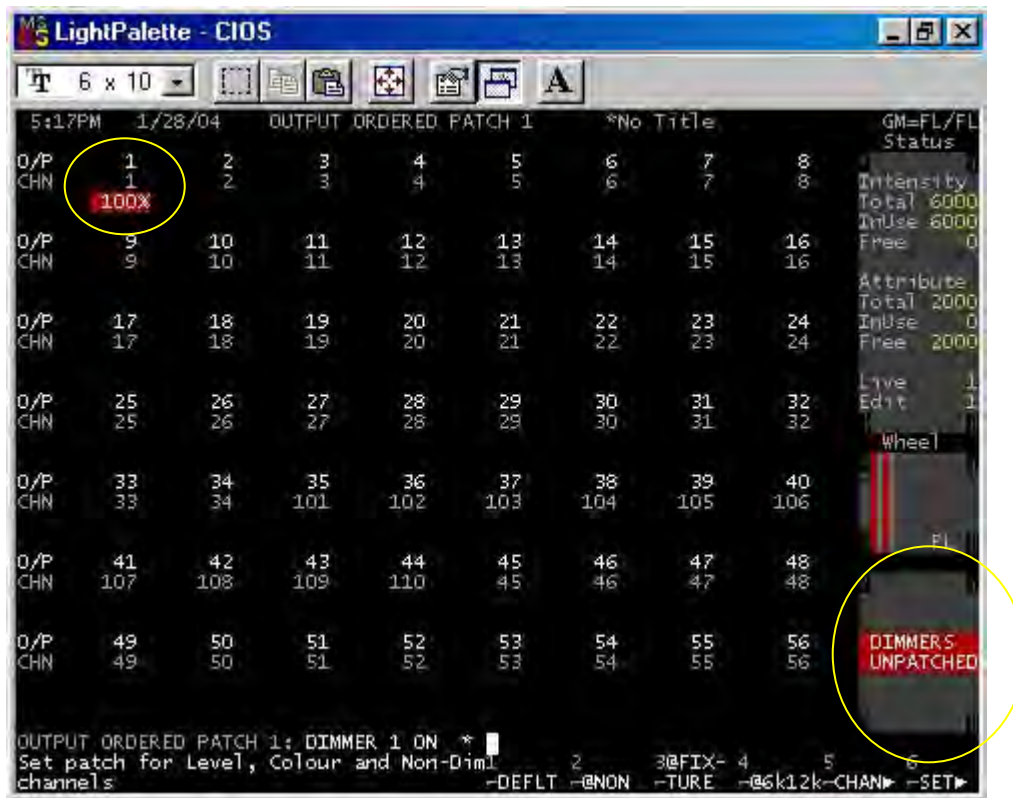 MS LightPalette - CIOS
Tr 6 x 10 A
5:17PM 1/28/04 OUTPUT ORDERED PATCH 1 *No Title GM=FL/FL
Status
O/P 1 2 3 4 5 6 7 8
CHN 1 2 3 4 5 6 7 8 Intensity
100% Total 6000
InUse 6000
O/P 9 10 11 12 13 14 15 16 Free 0
CHN 9 10 11 12 13 14 15 16
Attribute
Total 2000
O/P 17 18 19 20 21 22 23 24 InUse 0
CHN 17 18 19 20 21 22 23 24 Free 2000
Live 1
O/P 25 26 27 28 29 30 31 32 Edit 1
CHN 25 26 27 28 29 30 31 32
Wheel
O/P 33 34 35 36 37 38 39 40
CHN 33 34 101 102 103 104 105 106
FL
O/P 41 42 43 44 45 46 47 48
CHN 107 108 109 110 45 46 47 48
O/P 49 50 51 52 53 54 55 56 DIMMERS
CHN 49 50 51 52 53 54 55 56 UNPATCHED
OUTPUT ORDERED PATCH 1: DIMMER 1 ON *
Set patch for Level, Colour and Non-Dim1 2 3@FIX- 4 5 6
channels -DEFLT -@NON -TURE -@6k12k-CHAN▶ -SET▶